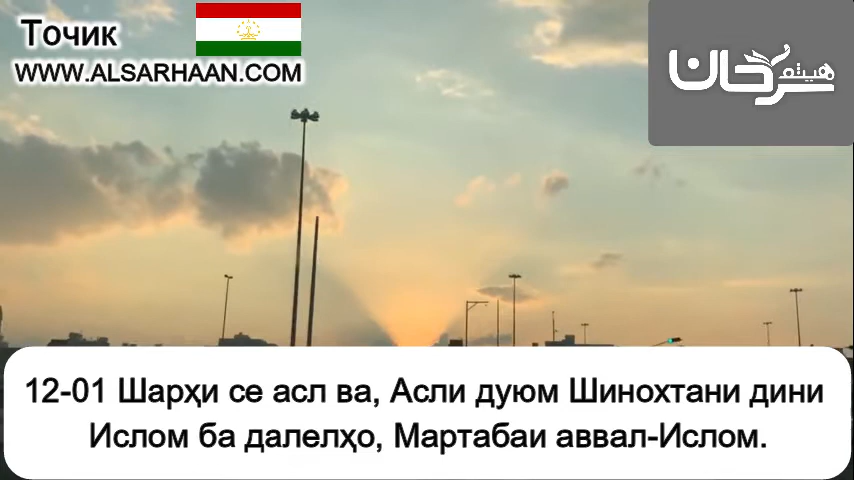 Точик
WWW.ALSARHAAN.COM
هيثم
سرحان
12-01 Шарҳи се асл ва, Асли дуюм Шинохтани дини
Ислом ба далелҳо, Мартабаи аввал-Ислом.